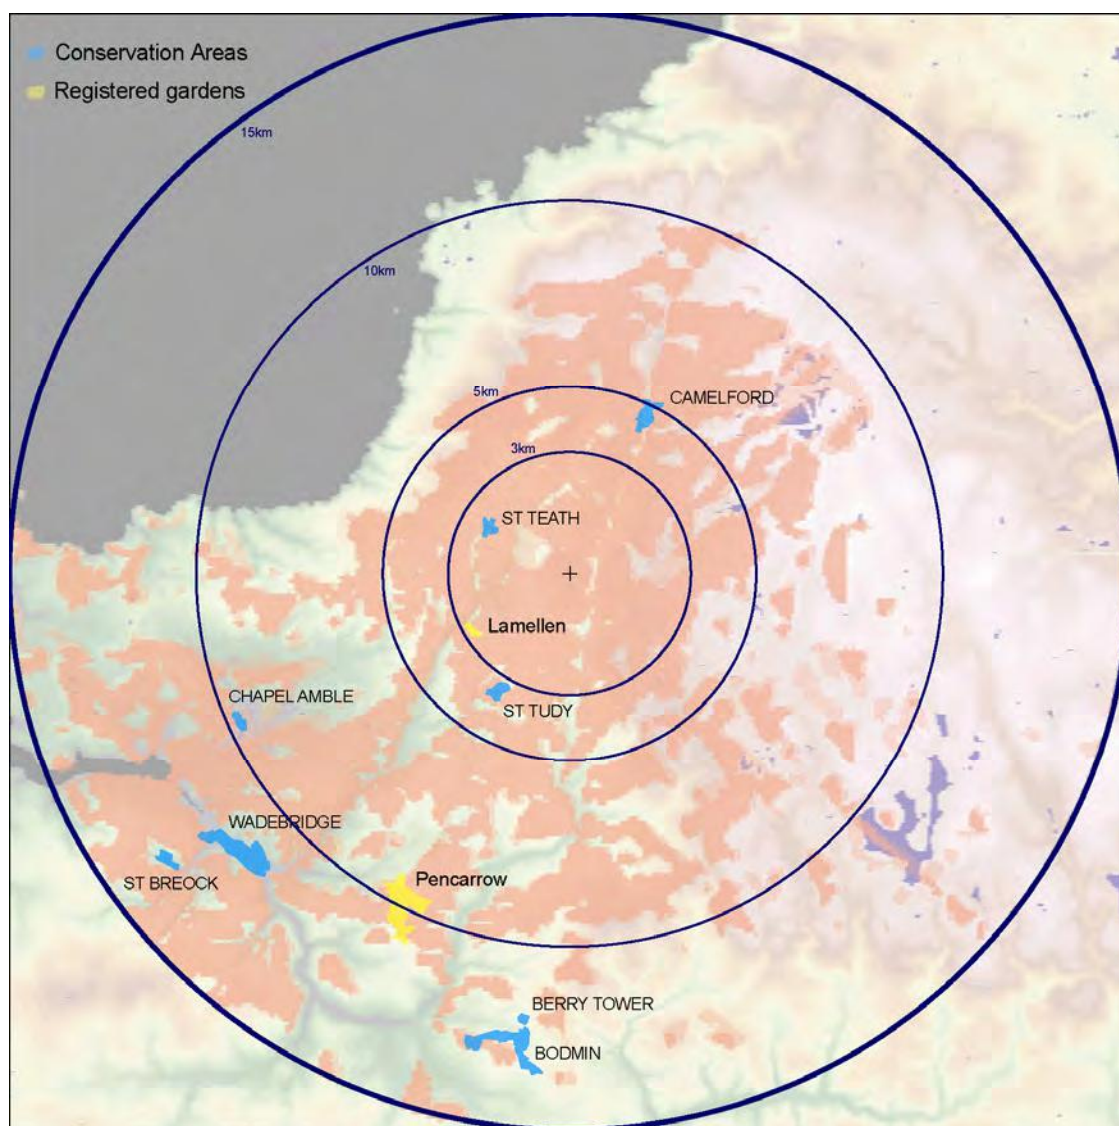 Conservation Areas
Registered gardens
15km
10km
5km
CAMELFORD
3km
ST TEATH
Lamellen
CHAPEL AMBLE
ST TUDY
WADEBRIDGE
ST BREOCK
Pencarrow
BERRY TOWER
BODMIN